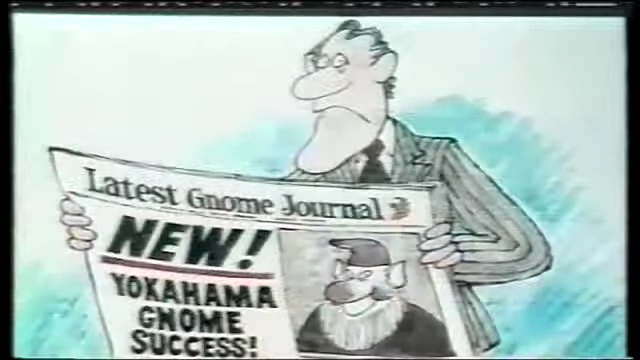 Latest Gnome Journal
NEW!
YOKAHAMA
GNOME
SUCCESS!